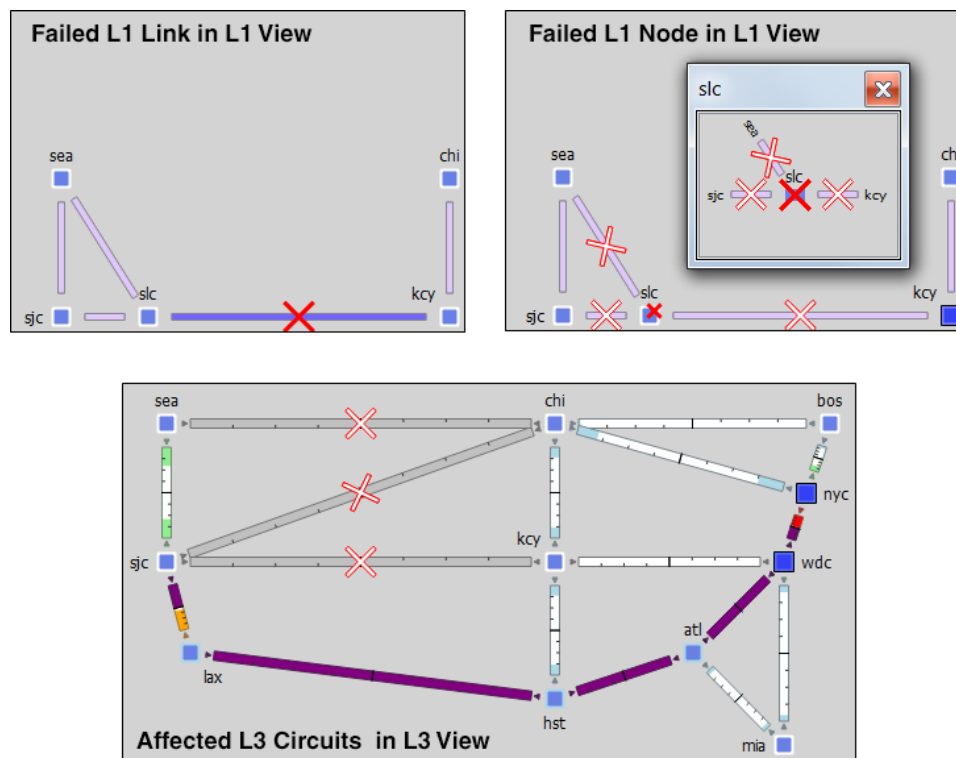 Failed L1 Link in L1 View
sea
chi
slc
kcy
sjc
Failed L1 Node in L1 View
slc
sea
slc
sjc
kcy
sea
ch
slc
kcy
sjc
sea
chi
bos
nyc
kcy
sjc
wdc
atl
lax
hst
Affected L3 Circuits in L3 View
mia